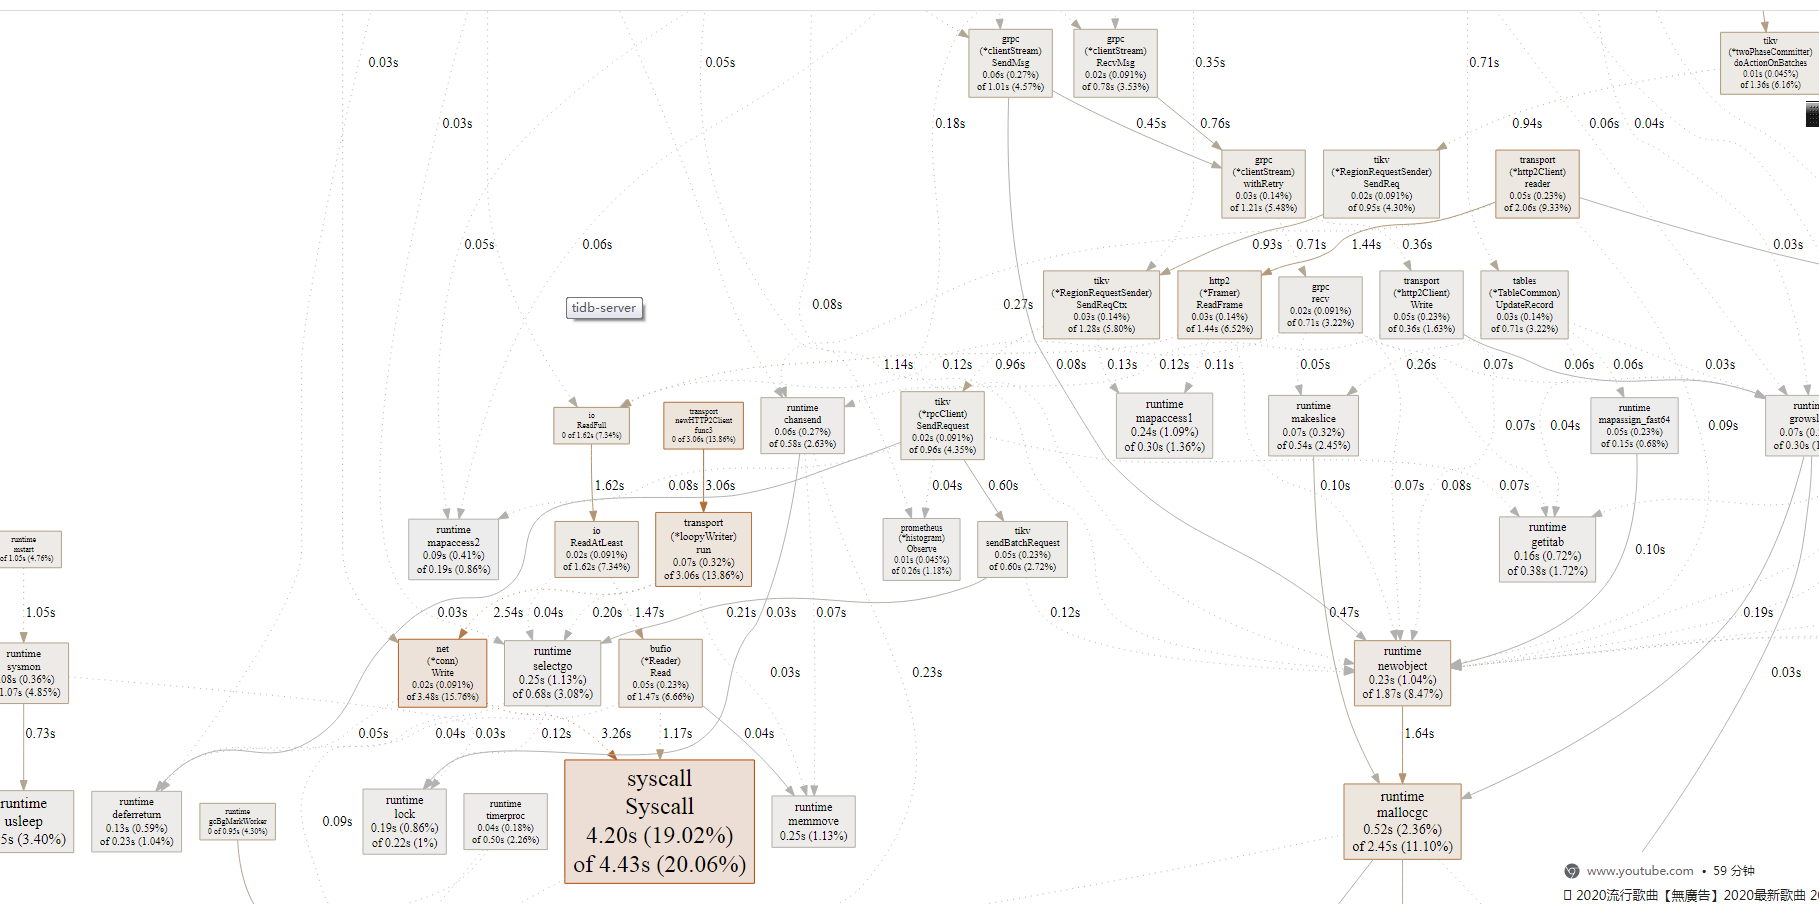 grpc
(*clientStream)
SendMsg
0.06s (0.27%)
of 1.01s (4.57%)
grpc
(*clientStream)
RecvMsg
0.02s (0.091%)
of 0.78s (3.53%)
tikv
(*twoPhaseCommitter)
doActionOnBatches
0.01s (0.045%)
of 1.36s (6.16%)
0.03s
0.05s
0.35s
0.71s
0.03s
0.18s
0.45s
0.76s
0.94s
0.06s
0.04s
grpc
(*clientStream)
withRetry
0.03s (0.14%)
of 1.21s (5.48%)
tikv
(*RegionRequestSender)
SendReq
0.02s (0.091%)
of 0.95s (4.30%)
transport
(*http2Client)
reader
0.05s (0.23%)
of 2.06s (9.33%)
0.05s
0.06s
0.93s
0.71s
1.44s
0.36s
0.03s
tidb-server
0.08s
0.27s
tikv
(*RegionRequestSender)
SendReqCtx
0.03s (0.14%)
of 1.28s (5.80%)
http2
(*Framer)
ReadFrame
0.03s (0.14%)
of 1.44s (6.52%)
grpc
recv
0.02s (0.091%)
of 0.71s (3.22%)
transport
(*http2Client)
Write
0.05s (0.23%)
of 0.36s (1.63%)
tables
(*TableCommon)
UpdateRecord
0.03s (0.14%)
of 0.71s (3.22%)
1.14s
0.12s
0.96s
0.08s
0.13s
0.12s
0.11s
0.05s
0.26s
0.07s
0.06s
0.06s
0.03s
io
ReadFull
0 of 1.62s (7.34%)
transport
newHTTP2Client
func3
0 of 3.06s (13.86%)
runtime
chansend
0.06s (0.27%)
of 0.58s (2.63%)
tikv
(*rpcClient)
SendRequest
0.02s (0.091%)
of 0.96s (4.35%)
runtime
mapaccess1
0.24s (1.09%)
of 0.30s (1.36%)
runtime
makeslice
0.07s (0.32%)
of 0.54s (2.45%)
0.07s
0.04s
runtime
mapassign_fast64
0.05s (0.23%)
of 0.15s (0.68%)
0.09s
runtim
growsl
0.07s (0.
of 0.30s (1
1.62s
0.08s
3.06s
0.04s
0.60s
0.10s
0.07s
0.08s
0.07s
runtime
mstart
of 1.05s (4.76%)
runtime
mapaccess2
0.09s (0.41%)
of 0.19s (0.86%)
io
ReadAtLeast
0.02s (0.091%)
of 1.62s (7.34%)
transport
(*loopyWriter)
run
0.07s (0.32%)
of 3.06s (13.86%)
prometheus
(*histogram)
Observe
0.01s (0.045%)
of 0.26s (1.18%)
tikv
sendBatchRequest
0.05s (0.23%)
of 0.60s (2.72%)
runtime
getitab
0.16s (0.72%)
of 0.38s (1.72%)
0.10s
1.05s
0.03s
2.54s
0.04s
0.20s
1.47s
0.21s
0.03s
0.07s
0.12s
0.47s
0.19s
runtime
sysmon
08s (0.36%)
1.07s (4.85%)
net
(*conn)
Write
0.02s (0.091%)
of 3.48s (15.76%)
runtime
selectgo
0.25s (1.13%)
of 0.68s (3.08%)
bufio
(*Reader)
Read
0.05s (0.23%)
of 1.47s (6.66%)
0.03s
0.23s
runtime
newobject
0.23s (1.04%)
of 1.87s (8.47%)
0.03s
0.73s
0.05s
0.04s
0.03s
0.12s
3.26s
1.17s
0.04s
1.64s
runtime
usleep
5s (3.40%)
runtime
deferreturn
0.13s (0.59%)
of 0.23s (1.04%)
runtime
gcBgMarkWorker
0 of 0.95s (4.30%)
0.09s
runtime
lock
0.19s (0.86%)
of 0.22s (1%)
runtime
timerproc
0.04s (0.18%)
of 0.50s (2.26%)
syscall
Syscall
4.20s (19.02%)
of 4.43s (20.06%)
runtime
memmove
0.25s (1.13%)
runtime
mallocgc
0.52s (2.36%)
of 2.45s (11.10%)
www.youtube.com • 59 分钟
2020流行歌曲【無廣告】2020最新歌曲 2